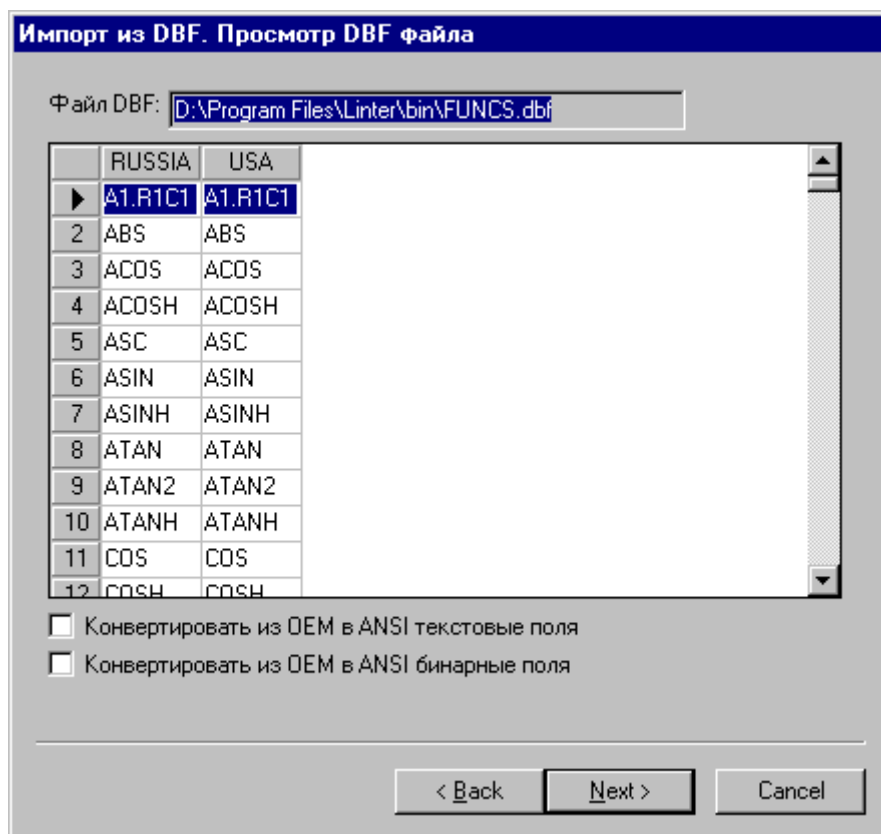 Импорт из DBF. Просмотр DBF файла
Файл DBF: D:\Program Files\Linter\bin\FUNCS.dbf
RUSSIA USA
A1.R1C1 A1.R1C1
2 ABS ABS
3 ACOS ACOS
4 ACOSH ACOSH
5 ASC ASC
6 ASIN ASIN
7 ASINH ASINH
8 ATAN ATAN
9 ATAN2 ATAN2
10 ATANH ATANH
11 COS COS
12 COSH COSH
Конвертировать из OEM в ANSI текстовые поля
Конвертировать из OEM в ANSI бинарные поля
< Back Next > Cancel